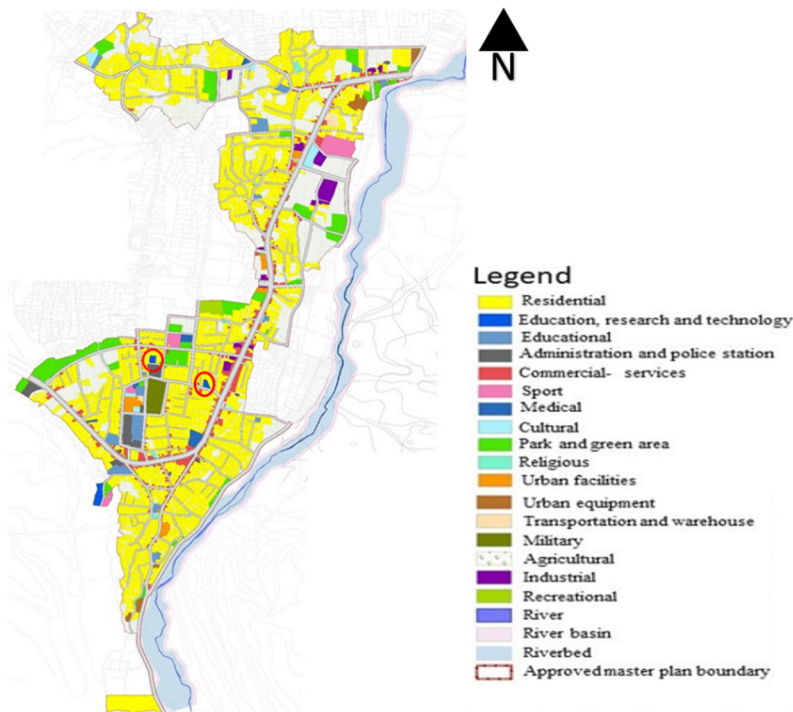 N
Legend
Residential
Education, research and technology
Educational
Administration and police station
Commercial- services
Sport
Medical
Cultural
Park and green area
Religious
Urban facilities
Urban equipment
Transportation and warehouse
Military
Agricultural
Industrial
Recreational
River
River basin
Riverbed
Approved master plan boundary